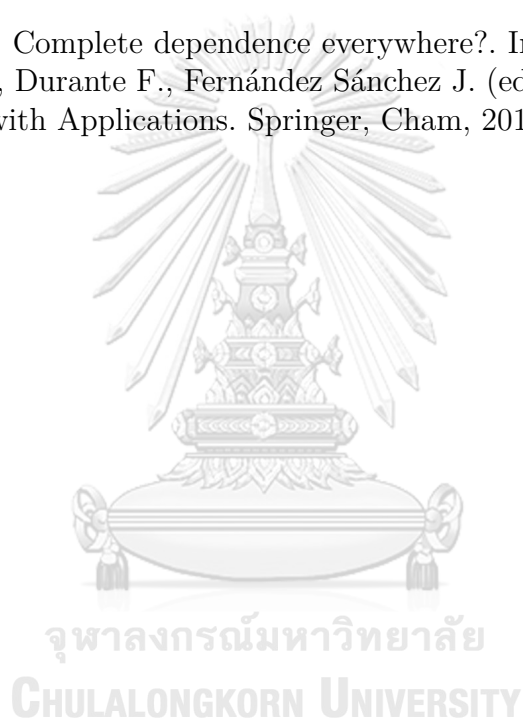 Complete dependence everywhere?. I
, Durante F., Fernández Sánchez J. (ed
with Applications. Springer, Cham, 201
จุฬาลงกรณ์มหาวิทยาลัย
CHULALONGKORN UNIVERSITY